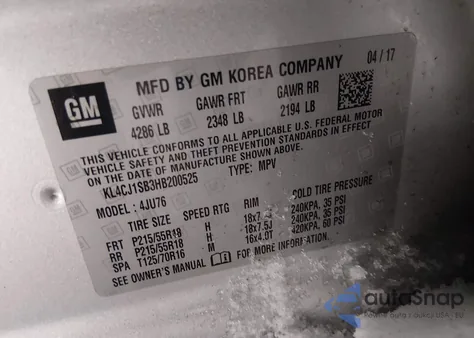 GM
MFD BY GM KOREA COMPANY 04/17
GVWR GAWR FRT GAWR RR
4286 LB 2348 LB 2194 LB
THIS VEHICLE CONFORMS TO ALL APPLICABLE U.S. FEDERAL MOTOR
VEHICLE SAFETY AND THEFT PREVENTION STANDARDS IN EFFECT
ON THE DATE OF MANUFACTURE SHOWN ABOVE.
KL4CJ1SB3HB200525 TYPE: MPV
MODEL: 4JU76
TIRE SIZE SPEED RTG RIM COLD TIRE PRESSURE
FRT P215/55R18 H 18x7.5J 240KPA, 35 PSI
RR P215/55R18 H 18x7.5J 240KPA, 35 PSI
SPA T125/70R16 M 16x4.0T 420KPA, 60 PSI
SEE OWNER'S MANUAL FOR MORE INFORMATION.
autoSnap